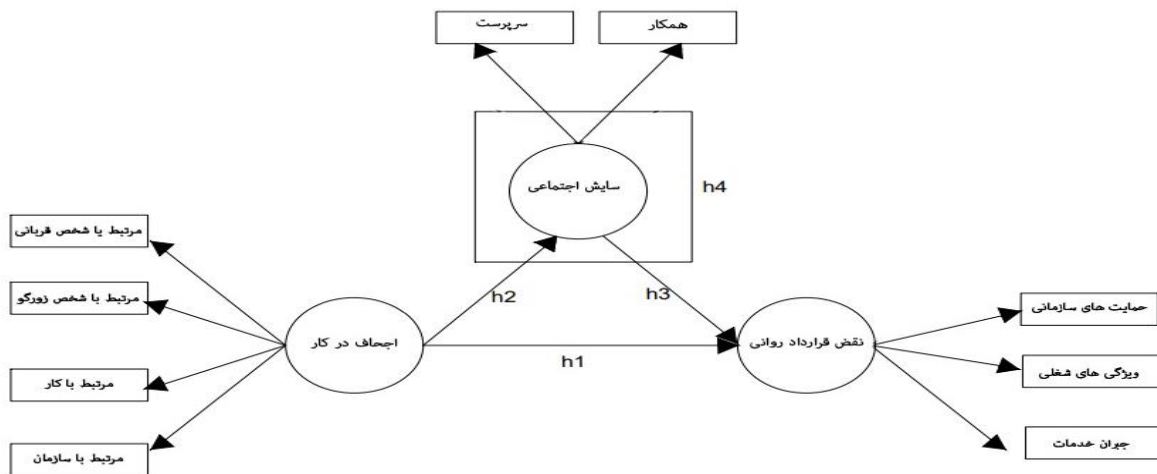 سرپرست
همکار
سایش اجتماعی
h4
مرتبط با شخص قربانی
مرتبط با شخص زورگو
مرتبط با کار
مرتبط با سازمان
اجحاف در کار
h2
h3
h1
نقض قرارداد روانی
حمایت های سازمانی
ویژگی های شغلی
جبران خدمات